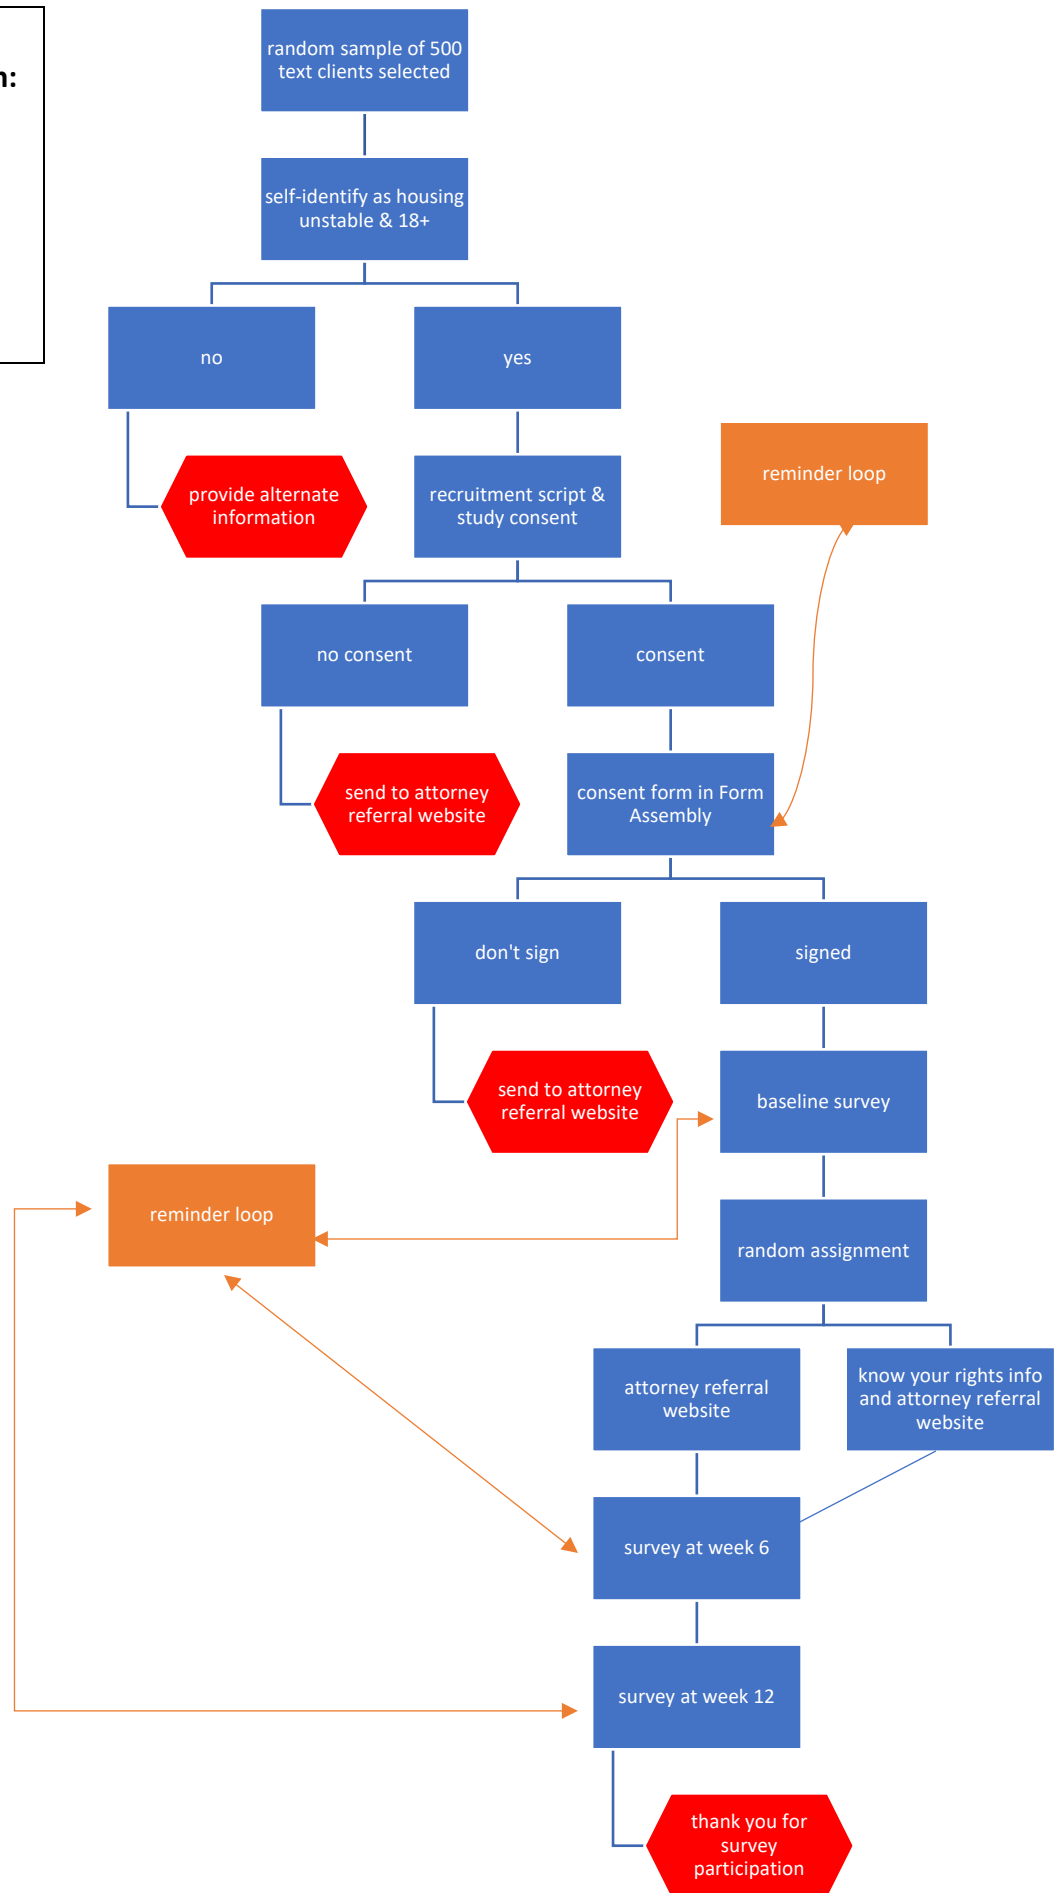 random sample of 500
text clients selected
self-identify as housing
unstable & 18+
no
yes
provide alternate
information
recruitment script &
study consent
reminder loop
no consent
consent
send to attorney
referral website
consent form in Form
Assembly
don't sign
signed
send to attorney
referral website
baseline survey
reminder loop
random assignment
attorney referral
website
know your rights info
and attorney referral
website
survey at week 6
survey at week 12
thank you for
survey
participation